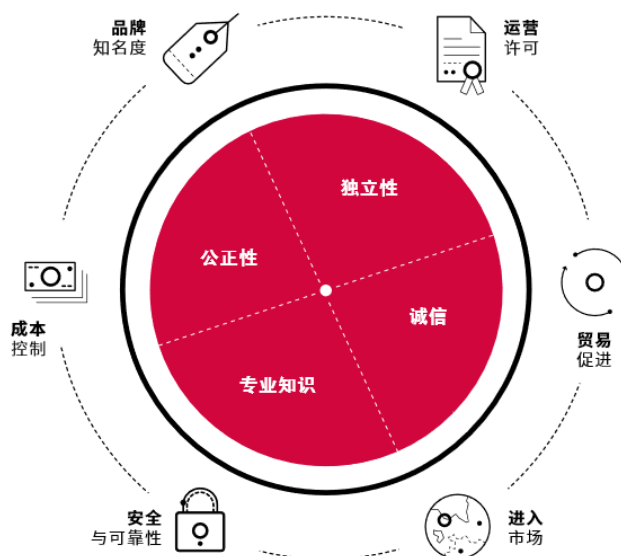 品牌
知名度
运营
许可
独立性
公正性
诚信
专业知识
成本
控制
贸易
促进
安全
与可靠性
进入
市场